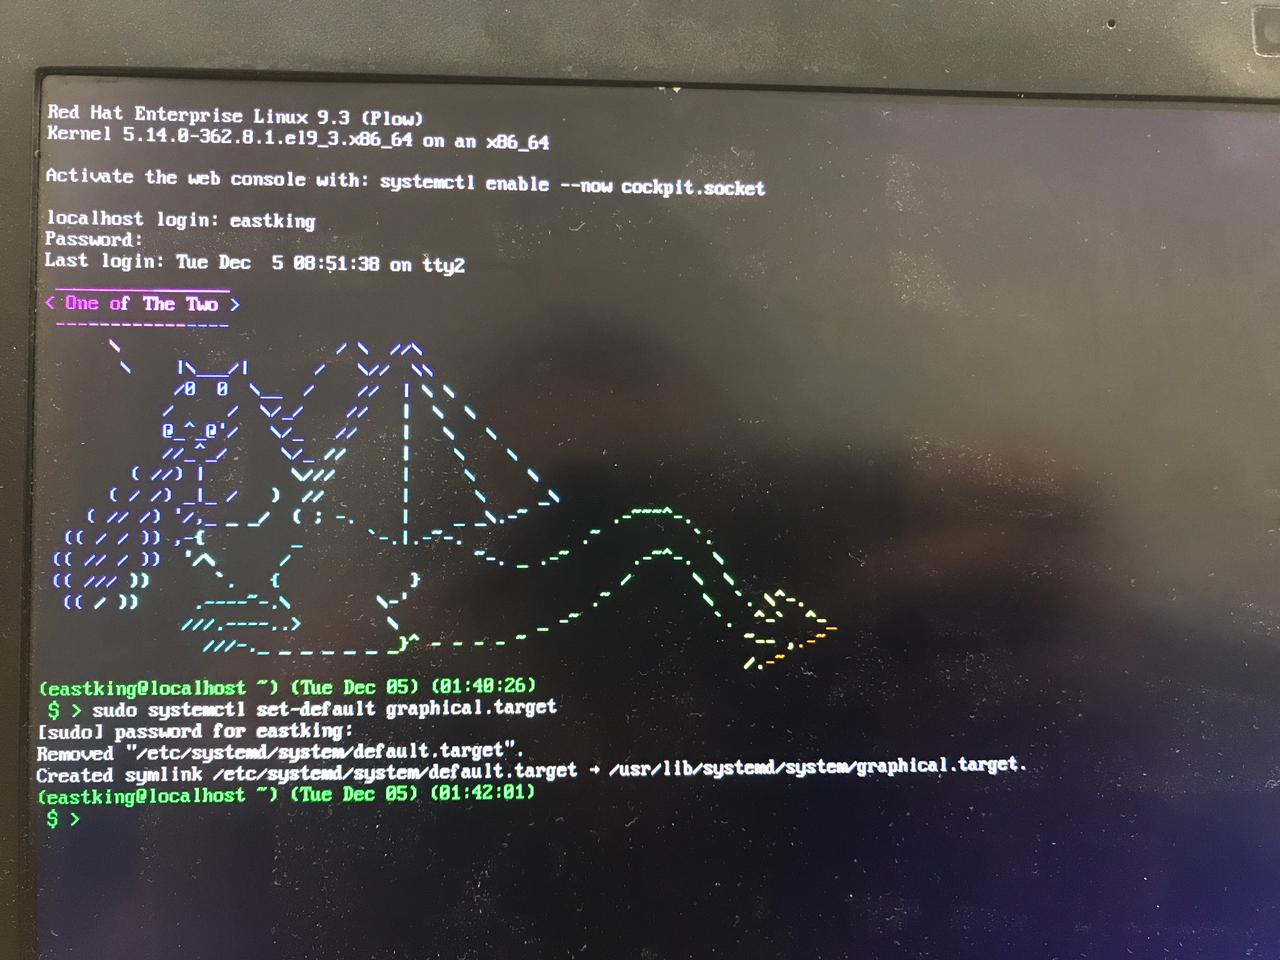 Red Hat Enterprise Linux 9.3 (Plow)
Kernel 5.14.0-362.8.1.el9_3.x86_64 on an x86_64
Activate the web console with: systemctl enable --now cockpit.socket
localhost login: eastking
Password:
Last login: Tue Dec  5 08:51:38 on tty2
< One of The Two >
(eastking@localhost ~) (Tue Dec 05) (01:40:26)
$ > sudo systemctl set-default graphical.target
[sudo] password for eastking:
Removed "/etc/systemd/system/default.target".
Created symlink /etc/systemd/system/default.target → /usr/lib/systemd/system/graphical.target.
(eastking@localhost ~) (Tue Dec 05) (01:42:01)
$ >